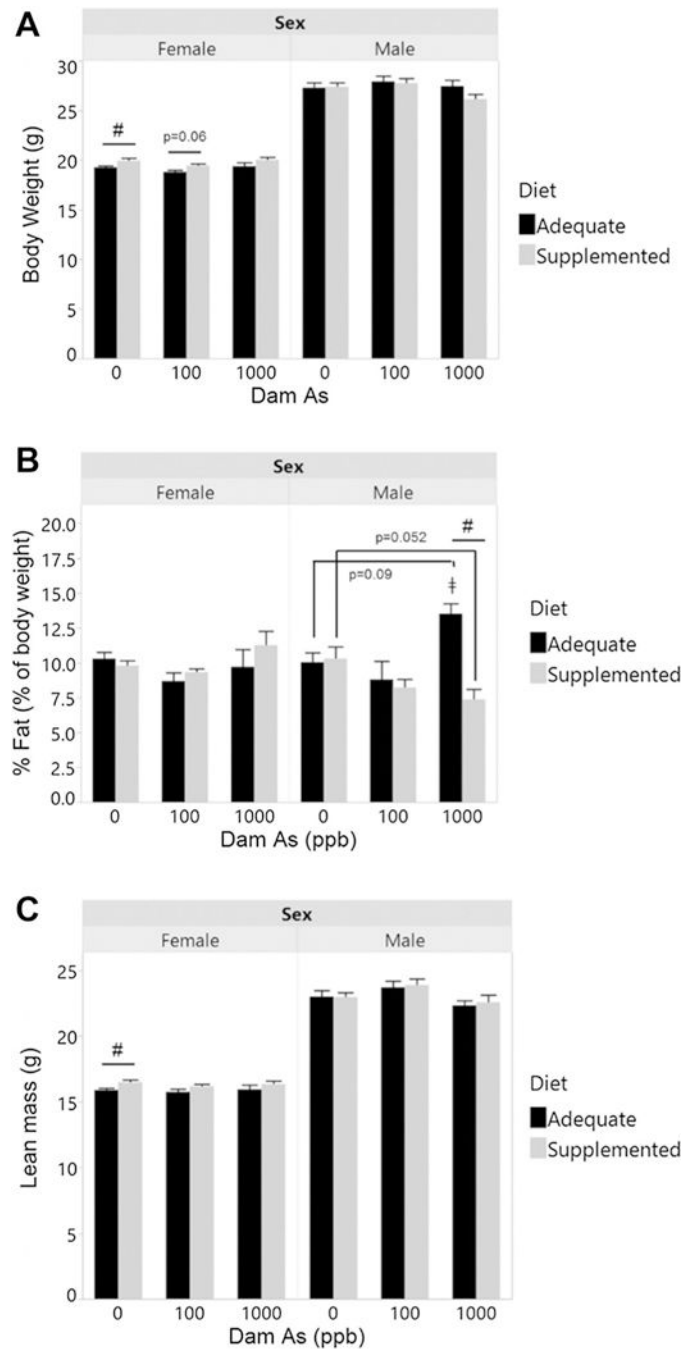 A
Sex
Female Male
Body Weight (g)
30
25
20
15
10
5
0
#
p=0.06
0 100 1000 0 100 1000
Dam As
Diet
Adequate
Supplemented
B
Sex
Female Male
% Fat (% of body weight)
20.0
17.5
15.0
12.5
10.0
7.5
5.0
2.5
0.0
#
p=0.052
p=0.09
ǂ
0 100 1000 0 100 1000
Dam As (ppb)
Diet
Adequate
Supplemented
C
Sex
Female Male
Lean mass (g)
25
20
15
10
5
0
#
0 100 1000 0 100 1000
Dam As (ppb)
Diet
Adequate
Supplemented